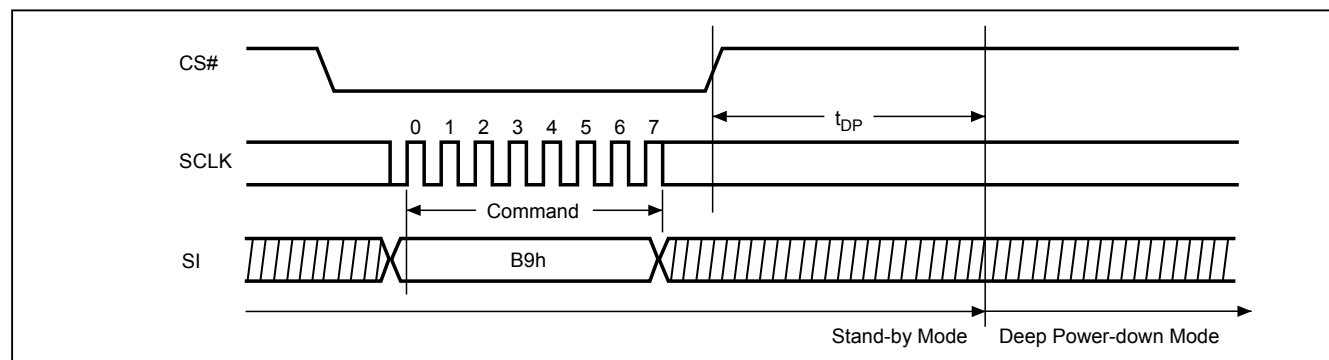 CS#
t_DP
0 1 2 3 4 5 6 7
SCLK
Command
SI
B9h
Stand-by Mode Deep Power-down Mode